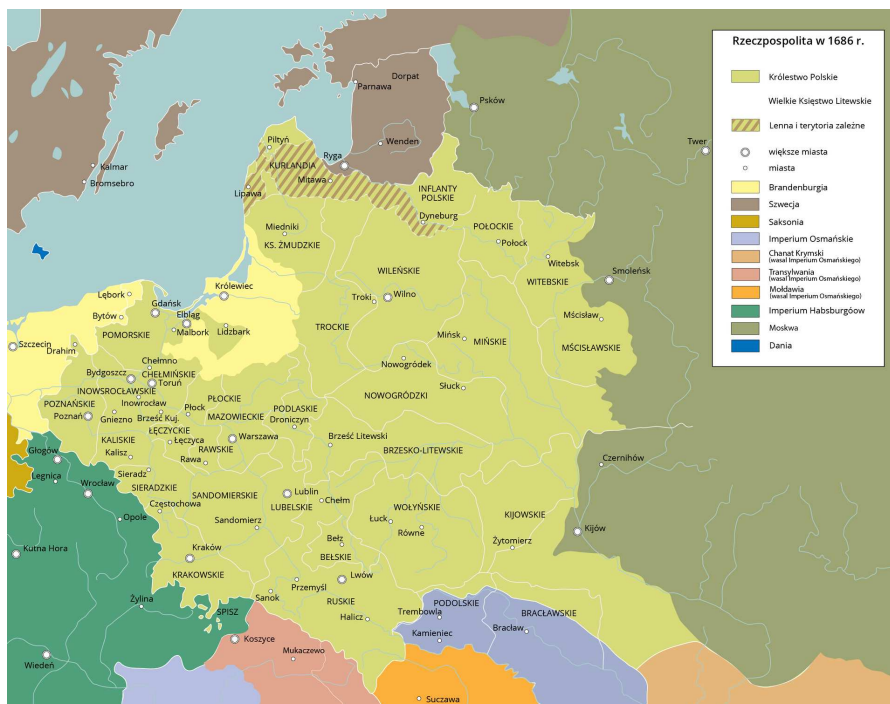 Rzeczpospolita w 1686 r.
Królestwo Polskie
Wielkie Księstwo Litewskie
Lenna i terytoria zależne
większe miasta
miasta
Brandenburgia
Szwecja
Saksonia
Imperium Osmańskie
Chanat Krymski
(wasal Imperium Osmańskiego)
Transylwania
(wasal Imperium Osmańskiego)
Mołdawia
(wasal Imperium Osmańskiego)
Imperium Habsburgóow
Moskwa
Dania
Dorpat
Parnawa
Psków
Twer
Piltyń
Ryga
Wenden
Kalmar
Bromsebro
KURLANDIA
Mitawa
Lipawa
INFLANTY
POLSKIE
Dyneburg
Miedniki
KS. ŻMUDZKIE
POŁOCKIE
Połock
Witebsk
WITEBSKIE
Smoleńsk
WILEŃSKIE
Troki
Wilno
Królewiec
Lębork
Gdańsk
Bytów
Elbląg
Malbork
Lidzbark
POMORSKIE
TROCKIE
Mińsk
MIŃSKIE
Mścisław
MŚCISŁAWSKIE
Szczecin
Drahim
Chełmno
CHEŁMIŃSKIE
Bydgoszcz
Toruń
Nowogródek
Słuck
NOWOGRÓDZKI
INOWSROCŁAWSKIE
Inowrocław
POZNAŃSKIE
Poznań
Gniezno
Brześć Kuj.
Płock
PŁOCKIE
MAZOWIECKIE
PODLASKIE
Droniczyn
ŁĘCZYCKIE
Łęczyca
KALISKIE
Kalisz
RAWSKIE
Rawa
Warszawa
Brześć Litewski
BRZESKO-LITEWSKIE
Głogów
Legnica
Wrocław
Sieradz
SIERADZKIE
SANDOMIERSKIE
Lublin
LUBELSKIE
Chełm
Czernihów
Częstochowa
Opole
Sandomierz
WOŁYŃSKIE
Łuck
Równe
KIJOWSKIE
Kijów
Żytomierz
Kutna Hora
Kraków
KRAKOWSKIE
Bełz
BEŁSKIE
Lwów
Przemyśl
Sanok
RUSKIE
Halicz
Żylina
SPISZ
Trembowla
PODOLSKIE
Kamieniec
BRACŁAWSKIE
Bracław
Koszyce
Mukaczewo
Wiedeń
Suczawa